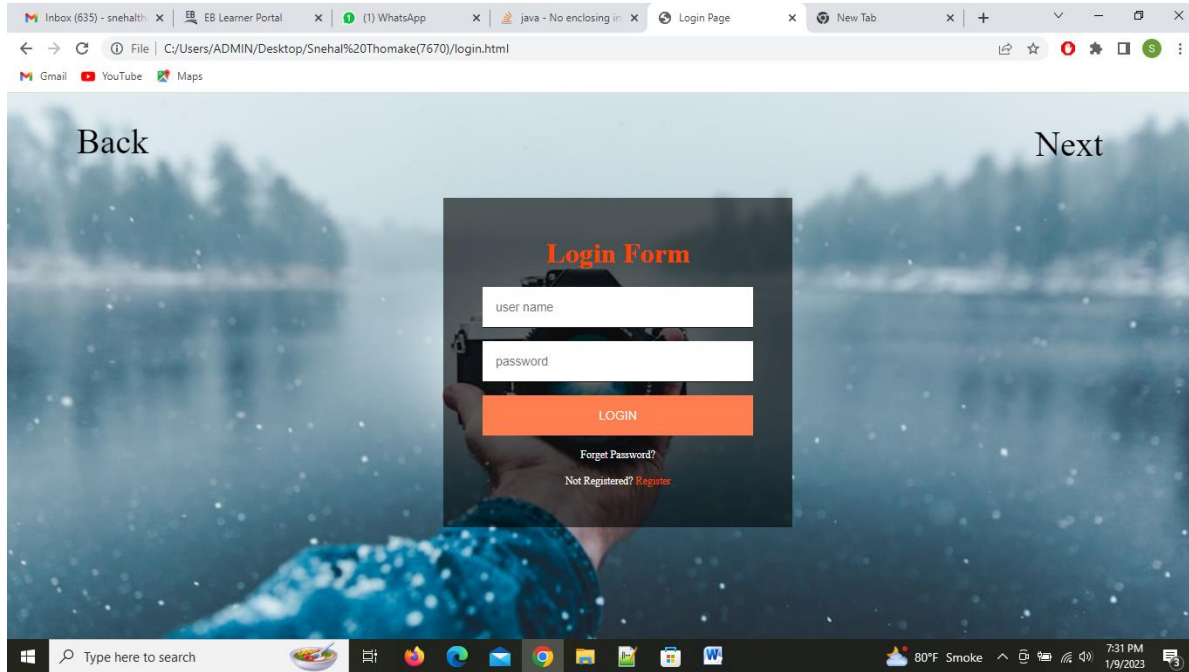 Inbox (635) - snehalth
EB Learner Portal
(1) WhatsApp
java - No enclosing in
Login Page
New Tab
File | C:/Users/ADMIN/Desktop/Snehal%20Thomake(7670)/login.html
S
Gmail
YouTube
Maps
Back
Next
Login Form
user name
password
LOGIN
Forget Password?
Not Registered? Register
Type here to search
80°F Smoke
7:31 PM
1/9/2023